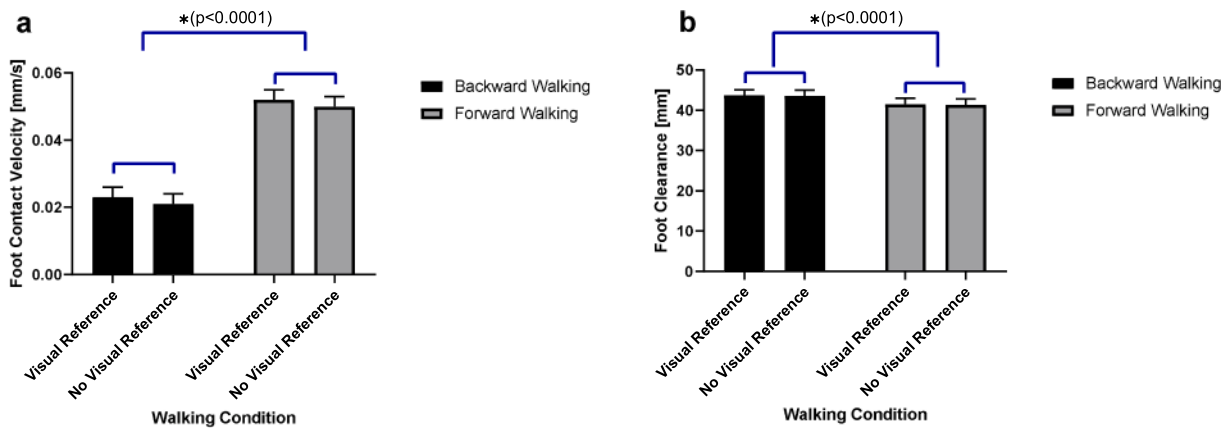 a
*(p<0.0001)
Foot Contact Velocity [mm/s]
0.06
0.04
0.02
0.00
Visual Reference
No Visual Reference
Visual Reference
No Visual Reference
Walking Condition
Backward Walking
Forward Walking
b
*(p<0.0001)
Foot Clearance [mm]
50
40
30
20
10
0
Visual Reference
No Visual Reference
Visual Reference
No Visual Reference
Walking Condition
Backward Walking
Forward Walking